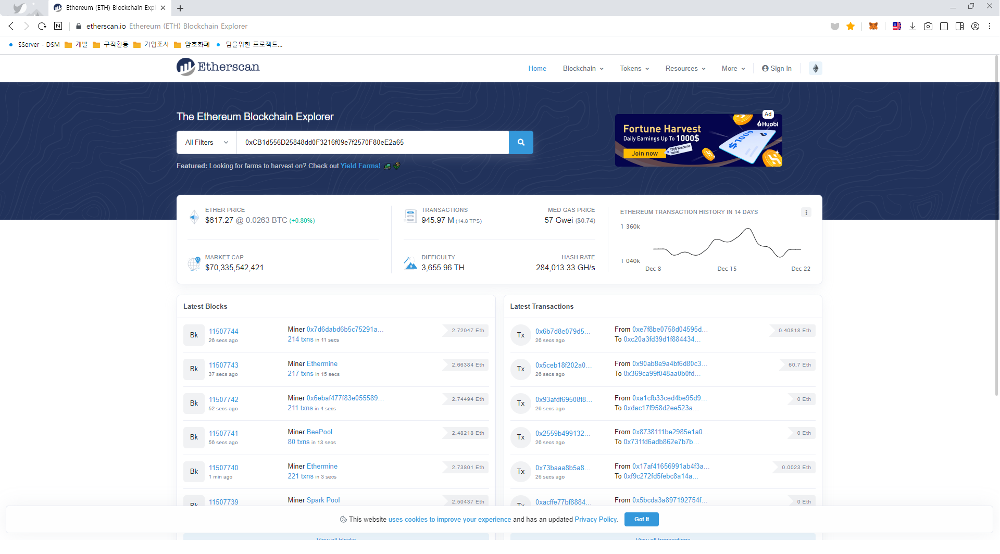 Ethereum (ETH) Blockchain Exp
N
etherscan.io Ethereum (ETH) Blockchain Explorer
SServer - DSM 개발 구직활동 기업조사 암호화폐 팀을위한 프로젝트...
Etherscan
Home Blockchain Tokens Resources More Sign In
The Ethereum Blockchain Explorer
All Filters 0xCB1d556D25848dd0F3216f09e7f2570F80eE2a65
Featured: Looking for farms to harvest on? Check out Yield Farms!
Ad
Huobi
Fortune Harvest
Daily Earnings Up To 1000$
$1000
Join now
170$ Welcome
bonus
ETHER PRICE
$617.27 @ 0.0263 BTC (+0.80%)
MARKET CAP
$70,335,542,421
TRANSACTIONS
945.97 M (14.8 TPS)
MED GAS PRICE
57 Gwei ($0.74)
DIFFICULTY
3,655.96 TH
HASH RATE
284,013.33 GH/s
ETHEREUM TRANSACTION HISTORY IN 14 DAYS
1 360k
1 040k
Dec 8 Dec 15 Dec 22
Latest Blocks
Bk
11507744
26 secs ago
Miner 0x7d6dabd6b5c75291a...
214 txns in 11 secs
2.72047 Eth
Bk
11507743
37 secs ago
Miner Ethermine
217 txns in 15 secs
2.66384 Eth
Bk
11507742
52 secs ago
Miner 0x6ebaf477f83e055589...
211 txns in 4 secs
2.74494 Eth
Bk
11507741
56 secs ago
Miner BeePool
80 txns in 13 secs
2.48218 Eth
Bk
11507740
1 min ago
Miner Ethermine
221 txns in 3 secs
2.73801 Eth
Bk
11507739
Miner Spark Pool
2.50437 Eth
View all blocks
Latest Transactions
Tx
0x6b7d8e079d5...
26 secs ago
From 0xe7f8be0758d04595d...
To 0xc20a3fd39d1f884434...
0.40818 Eth
Tx
0x5ceb18f202a0...
26 secs ago
From 0x90ab8e9a4bf6d80c3...
To 0x369ca99f048aa0b0fd...
60.7 Eth
Tx
0x93afdf69508f8...
26 secs ago
From 0xa1cfb33ced4be95d9...
To 0xdac17f958d2ee523a...
0 Eth
Tx
0x2559b499132...
26 secs ago
From 0x8738111be2985e1a0...
To 0x731fd6adb862e7b7b...
0 Eth
Tx
0x73baaa8b5a8...
26 secs ago
From 0x17af41656991ab4f3a...
To 0xf9c272fd5febc8a14a...
0.0023 Eth
Tx
0xacffe77bf8884...
From 0x5bcda3a897192754f...
0 Eth
View all transactions
This website uses cookies to improve your experience and has an updated Privacy Policy.
Got It